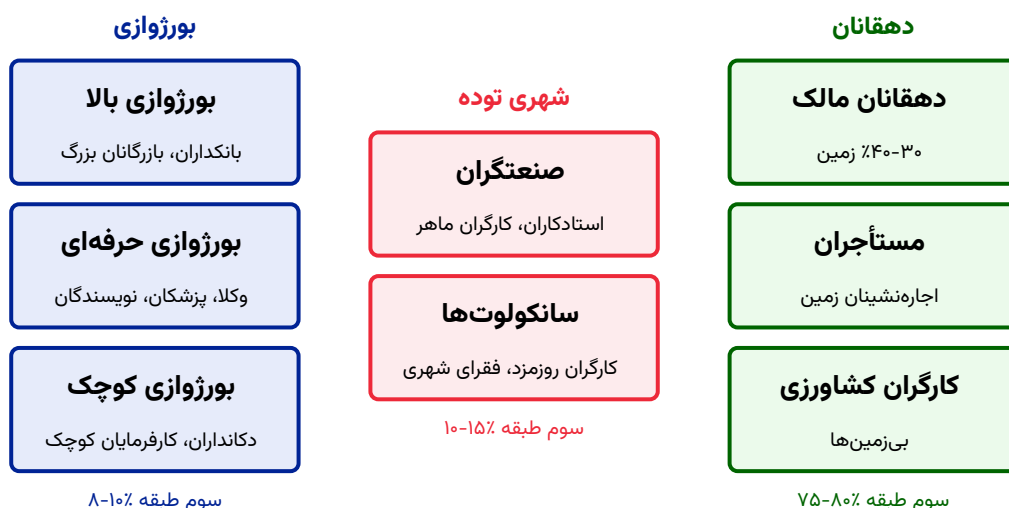 دهقانان
دهقانان مالک
۳۰-۴۰٪ زمین
مستأجران
اجاره‌نشینان زمین
کارگران کشاورزی
بی‌زمین‌ها
سوم طبقه ۷۵-۸۰٪
شهری توده
صنعتگران
استادکاران، کارگران ماهر
سانکولوت‌ها
کارگران روزمزد، فقرای شهری
سوم طبقه ۱۰-۱۵٪
بورژوازی
بورژوازی بالا
بانکداران، بازرگانان بزرگ
بورژوازی حرفه‌ای
وکلا، پزشکان، نویسندگان
بورژوازی کوچک
دکانداران، کارفرمایان کوچک
سوم طبقه ۸-۱۰٪